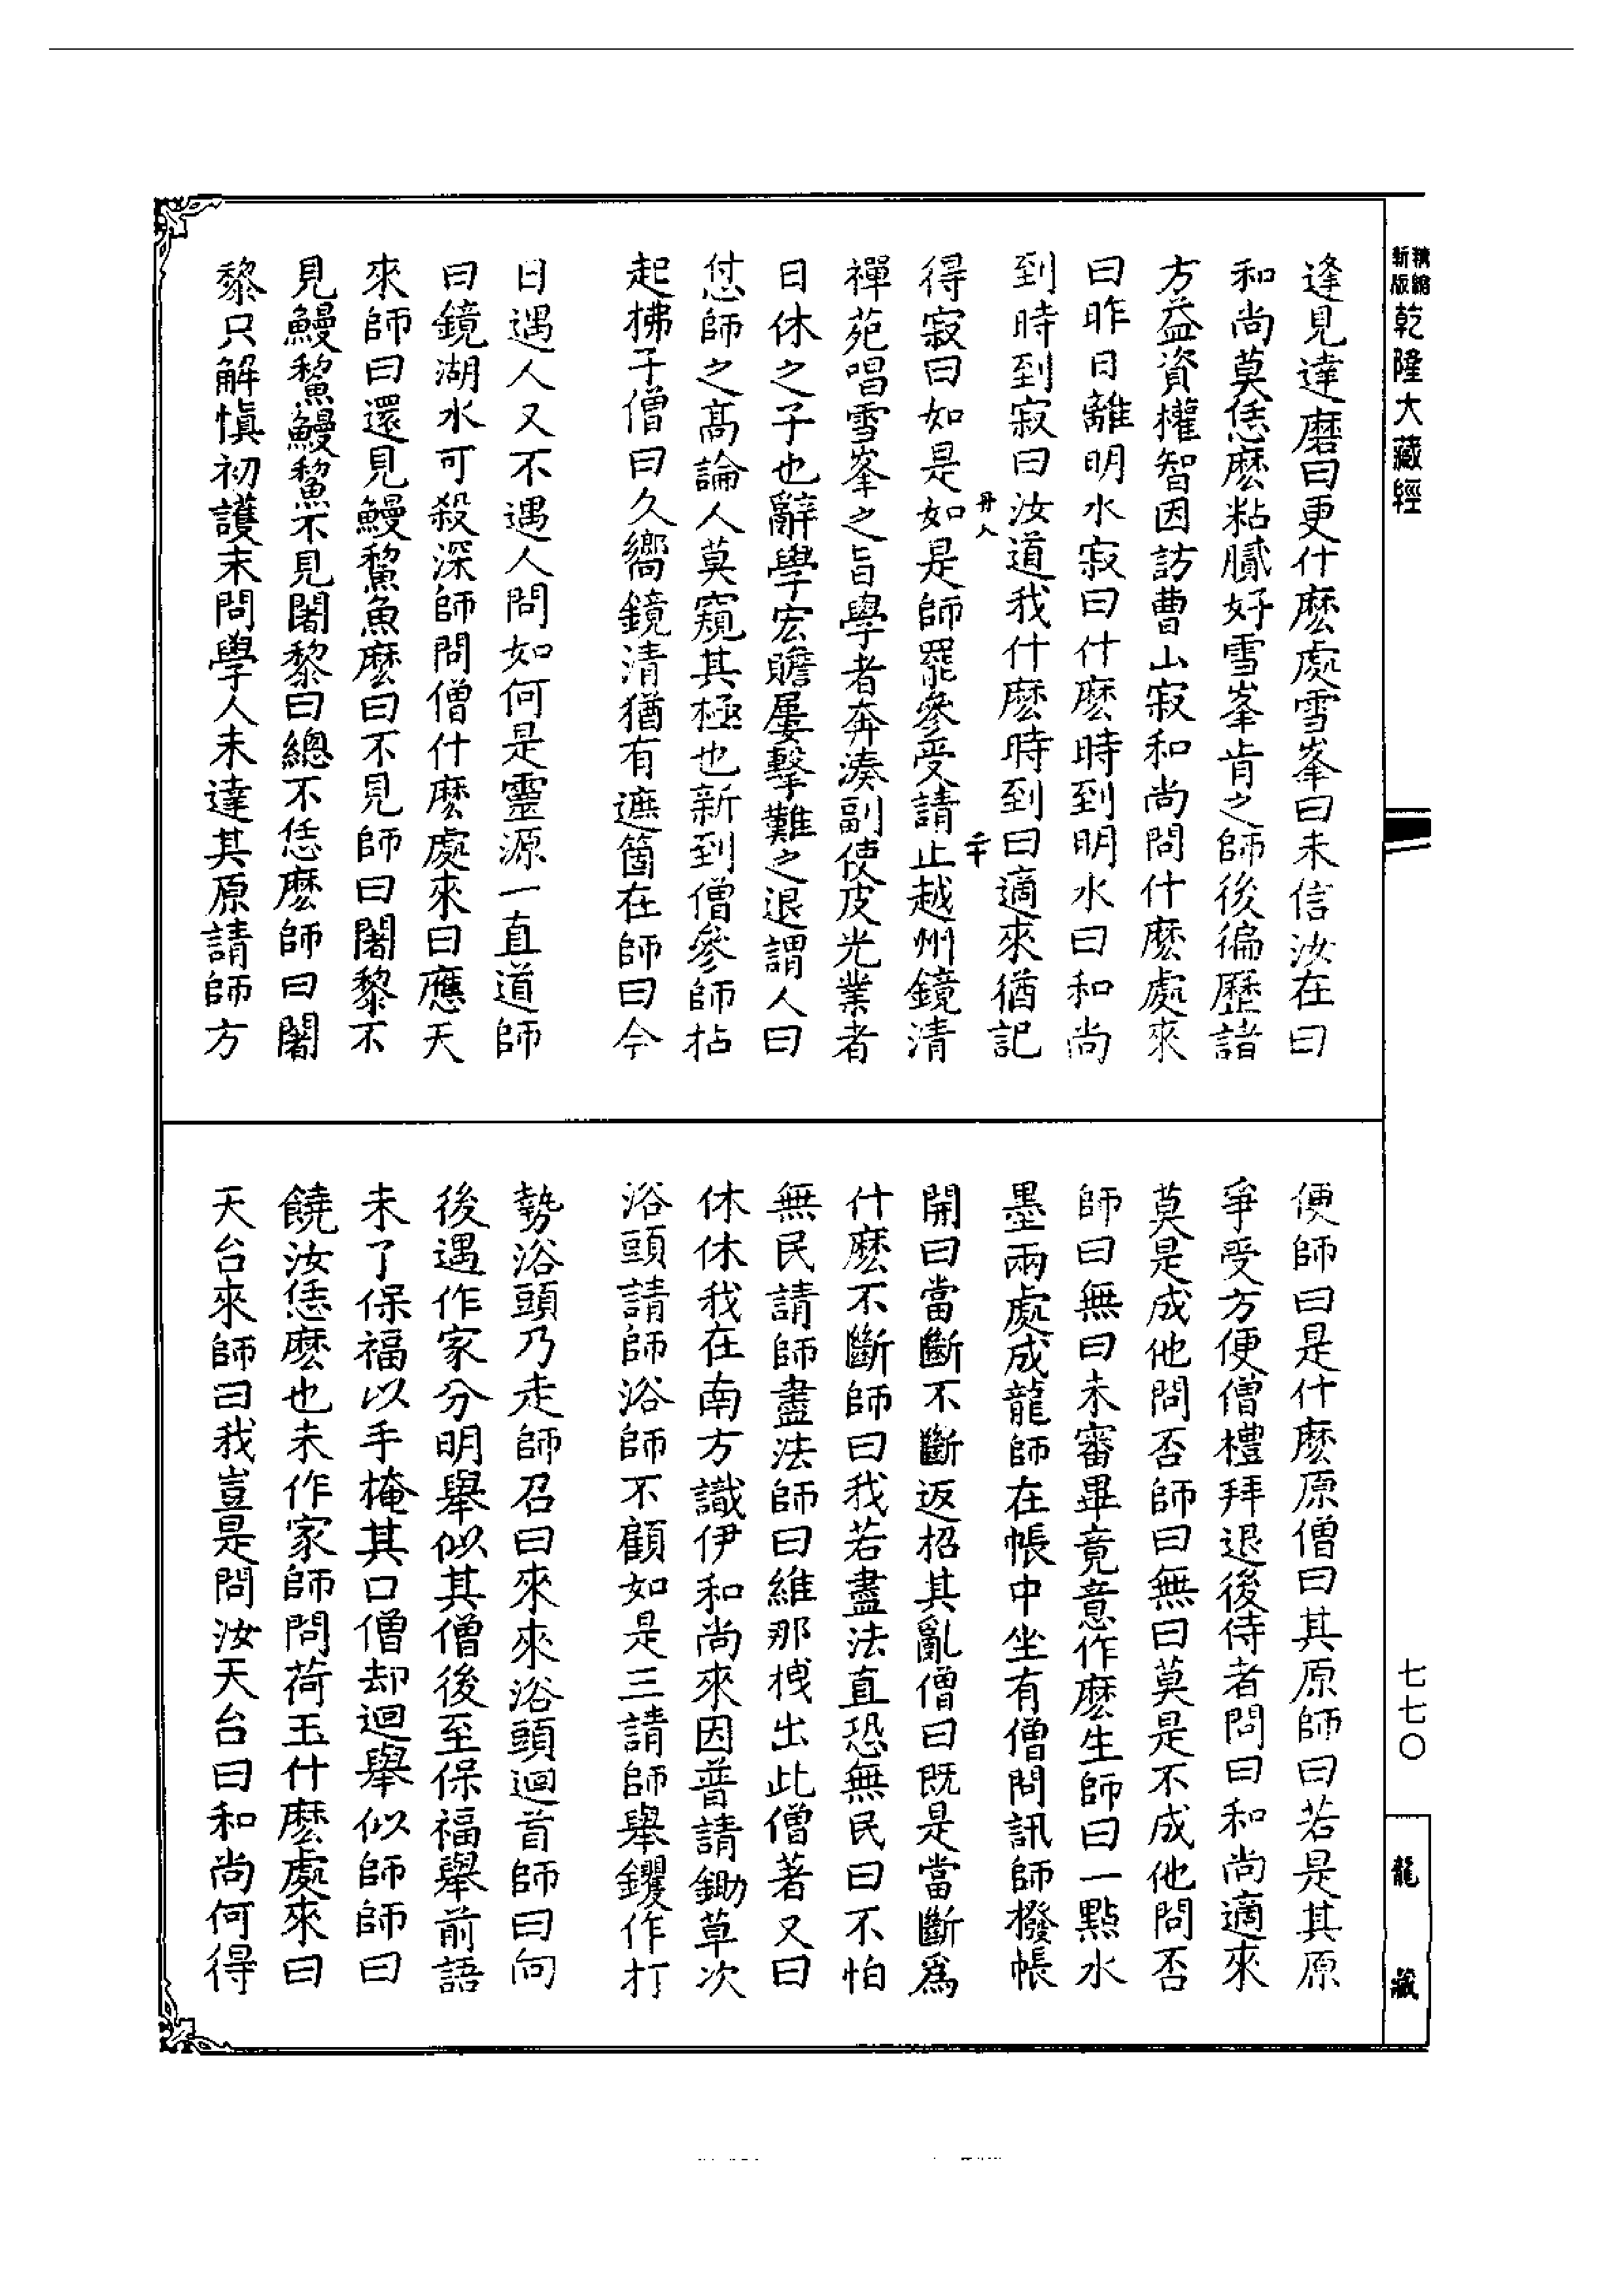 精繪
新版
乾隆大藏經
逢見達磨曰更什麽處雪峯曰未信汝在曰
和尚莫恁麽粘膩好雪峯肯之師後徧歷諸
方益資權智因訪曹山寂和尚問什麽處來
曰昨日離明水寂曰什麽時到明水曰和尚
到時到寂曰汝道我什麽時到曰適來猶記
得寂曰如是如是師罷參受請止越州鏡清
禪苑唱雪峯之旨學者奔湊副使皮光業者
日休之子也辭學宏贍屢擊難之退謂人曰
怤師之高論人莫窺其極也新到僧參師拈
起拂子僧曰久嚮鏡清猶有遮箇在師曰今
日遇人又不遇人問如何是靈源一直道師
曰鏡湖水可殺深師問僧什麽處來曰應天
來師曰還見鰻𩺰魚麽曰不見師曰闍黎不
見鰻𩺰鰻𩺰不見闍黎曰總不恁麽師曰闍
黎只解慎初護末問學人未達其原請師方
便師曰是什麽原僧曰其原師曰若是其原
爭受方便僧禮拜退後侍者問曰和尚適來
莫是成他問否師曰無曰莫是不成他問否
師曰無曰未審畢竟意作麽生師曰一點水
墨兩處成龍師在帳中坐有僧問訊師撥帳
開曰當斷不斷返招其亂僧曰既是當斷爲
什麽不斷師曰我若盡法直恐無民曰不怕
無民請師盡法師曰維那拽出此僧著又曰
休休我在南方識伊和尚來因普請鋤草次
浴頭請師浴師不顧如是三請師舉钁作打
勢浴頭乃走師召曰來來浴頭迴首師曰向
後遇作家分明舉似其僧後至保福舉前語
未了保福以手掩其口僧却迴舉似師師曰
饒汝恁麽也未作家師問荷玉什麽處來曰
天台來師曰我豈是問汝天台曰和尚何得
七七〇
龍藏